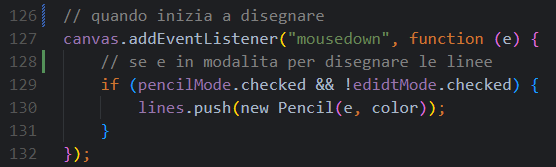 126 // quando inizia a disegnare
127 canvas.addEventListener("mousedown", function (e) {
128 // se e in modalita per disegnare le linee
129 if (pencilMode.checked && !edidtMode.checked) {
130 lines.push(new Pencil(e, color));
131 }
132 });